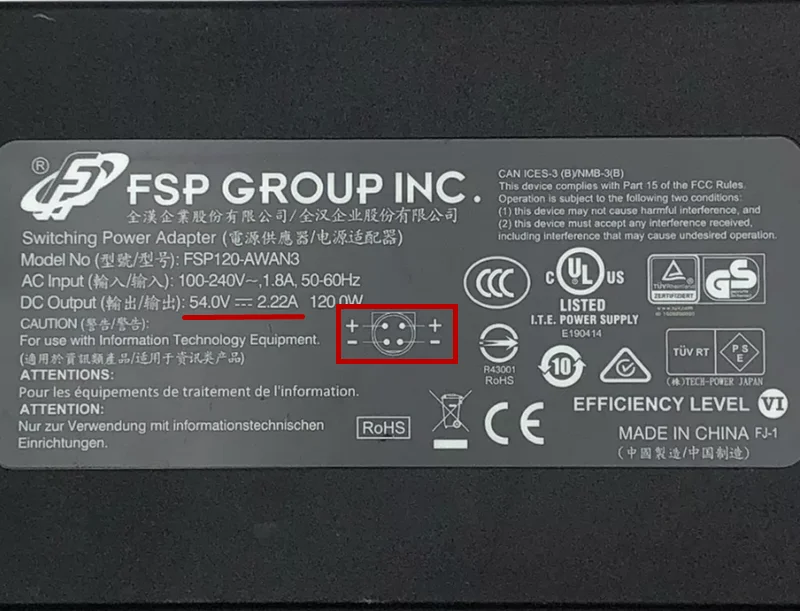 ®
FSP GROUP INC.
全漢企業股份有限公司/全汉企业股份有限公司
Switching Power Adapter (電源供應器/电源适配器)
Model No (型號/型号): FSP120-AWAN3
AC Input (輸入/输入): 100-240V~,1.8A, 50-60Hz
DC Output (輸出/输出): 54.0V ⎓ 2.22A 120.0W
CAUTION (警告/警告):
For use with Information Technology Equipment.
(適用於資訊類產品/适用于资讯类产品)
ATTENTIONS:
Pour les équipements de traitement de l'information.
ATTENTION:
Nur zur Verwendung mit informationstechnischen
Einrichtungen.
+ +
- -
RoHS
CAN ICES-3 (B)/NMB-3(B)
This device complies with Part 15 of the FCC Rules.
Operation is subject to the following two conditions:
(1) this device may not cause harmful interference, and
(2) this device must accept any interference received,
including interference that may cause undesired operation.
CCC
C UL US
LISTED
I.T.E. POWER SUPPLY
E190414
TÜVRheinland
ZERTIFIZIERT
GS
R43001
RoHS
10
TÜV RT
PSE
(株)TECH-POWER JAPAN
CE
EFFICIENCY LEVEL VI
MADE IN CHINA FJ-1
(中國製造/中国制造)